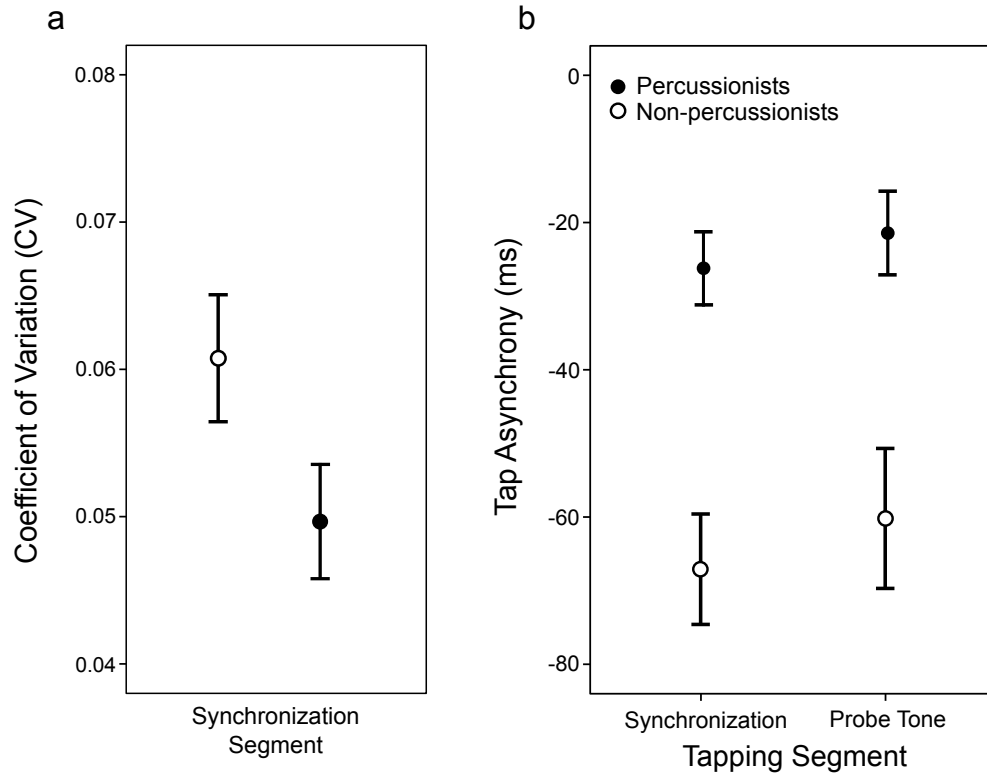 a
Coefficient of Variation (CV)
0.08
0.07
0.06
0.05
0.04
Synchronization
Segment
b
Tap Asynchrony (ms)
0
-20
-40
-60
-80
Percussionists
Non-percussionists
Synchronization
Probe Tone
Tapping Segment